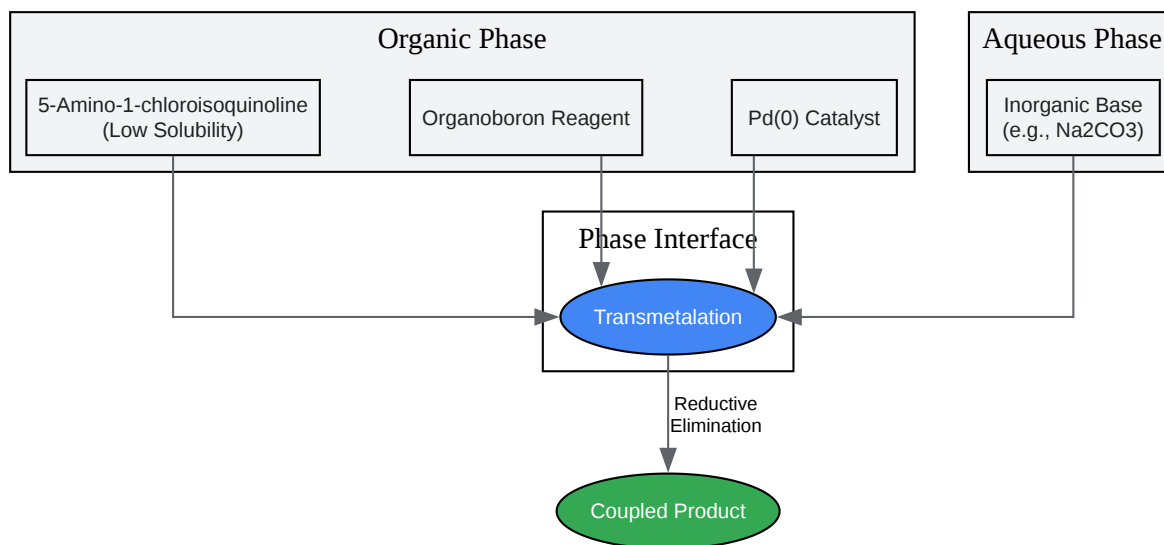 Organic Phase
Aqueous Phase
5-Amino-1-chloroisoquinoline
(Low Solubility)
Organoboron Reagent
Pd(0) Catalyst
Inorganic Base
(e.g., Na2CO3)
Phase Interface
Transmetalation
Reductive
Elimination
Coupled Product